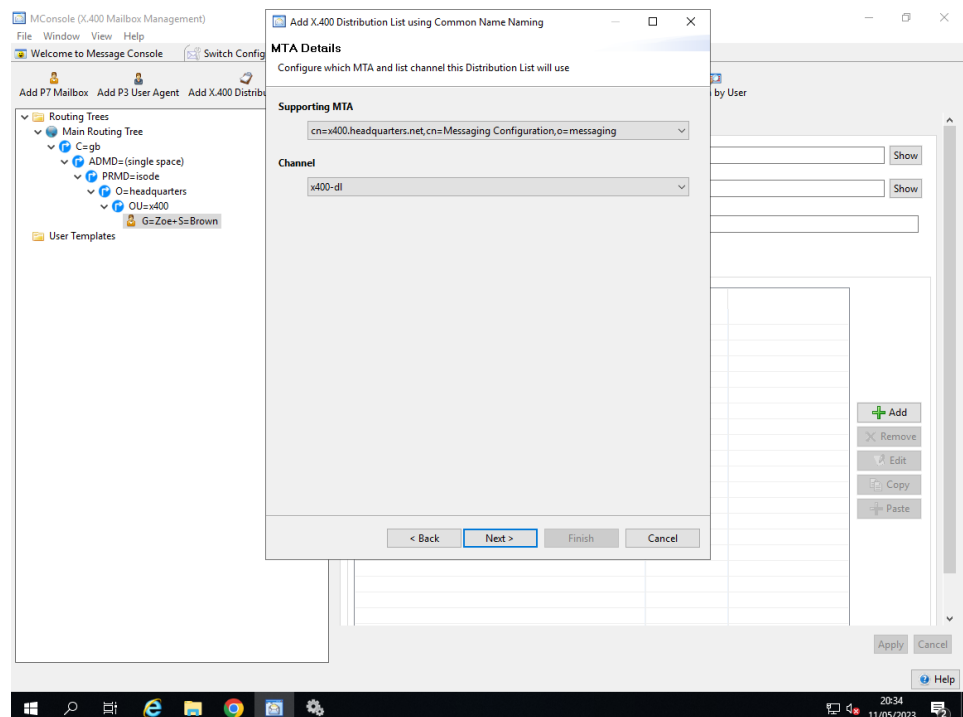 MConsole (X.400 Mailbox Management)
File Window View Help
Welcome to Message Console
Switch Config
Add P7 Mailbox Add P3 User Agent Add X.400 Distribu
Routing Trees
Main Routing Tree
C=gb
ADMD=(single space)
PRMD=isode
O=headquarters
OU=x400
G=Zoe+S=Brown
User Templates
Add X.400 Distribution List using Common Name Naming
MTA Details
Configure which MTA and list channel this Distribution List will use
Supporting MTA
cn=x400.headquarters.net,cn=Messaging Configuration,o=messaging
Channel
x400-dl
< Back Next > Finish Cancel
by User
Show
Show
Add
Remove
Edit
Copy
Paste
Apply Cancel
Help
20:34
11/05/2023
2